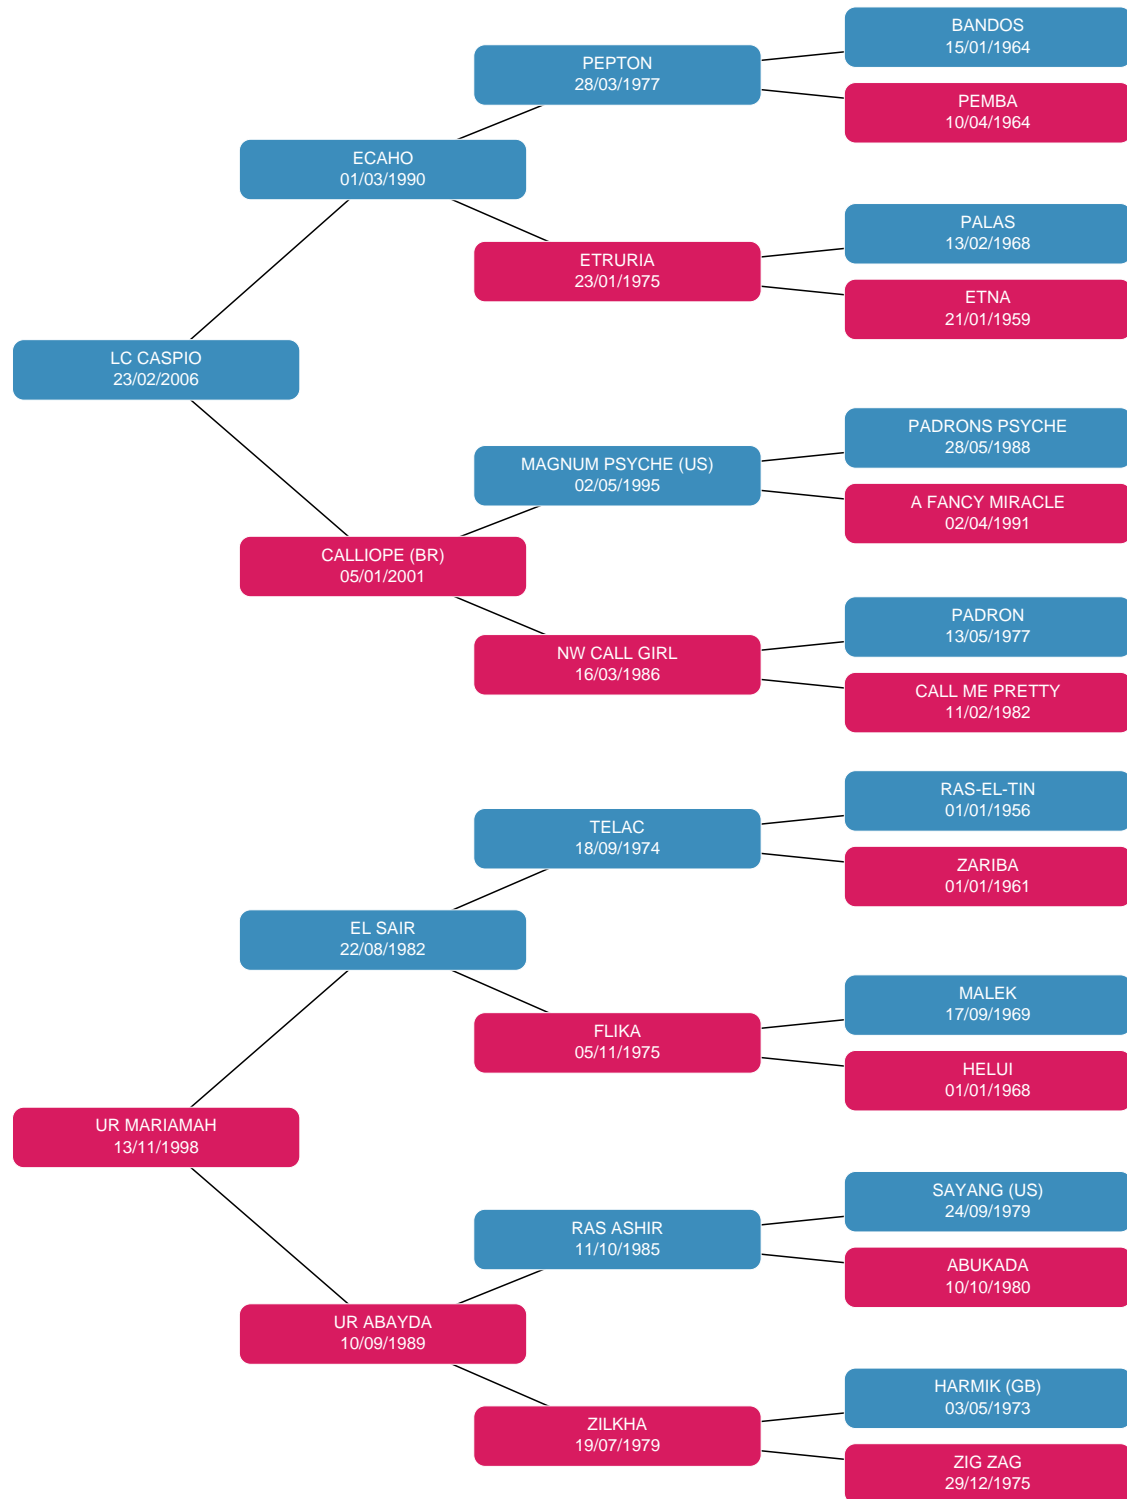 BANDOS
15/01/1964
PEPTON
28/03/1977
PEMBA
10/04/1964
ECAHO
01/03/1990
PALAS
13/02/1968
ETRURIA
23/01/1975
ETNA
21/01/1959
LC CASPIO
23/02/2006
PADRONS PSYCHE
28/05/1988
MAGNUM PSYCHE (US)
02/05/1995
A FANCY MIRACLE
02/04/1991
CALLIOPE (BR)
05/01/2001
PADRON
13/05/1977
NW CALL GIRL
16/03/1986
CALL ME PRETTY
11/02/1982
RAS-EL-TIN
01/01/1956
TELAC
18/09/1974
ZARIBA
01/01/1961
EL SAIR
22/08/1982
MALEK
17/09/1969
FLIKA
05/11/1975
HELUI
01/01/1968
UR MARIAMAH
13/11/1998
SAYANG (US)
24/09/1979
RAS ASHIR
11/10/1985
ABUKADA
10/10/1980
UR ABAYDA
10/09/1989
HARMIK (GB)
03/05/1973
ZILKHA
19/07/1979
ZIG ZAG
29/12/1975